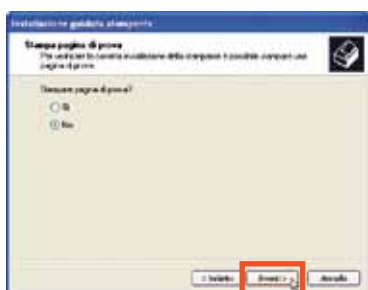 Installazione guidata stampante
Stampa pagina di prova
Per verificare la corretta installazione della stampante è possibile stampare una
pagina di prova.
Stampare pagina di prova?
Sì
No
< Indietro Avanti > Annulla